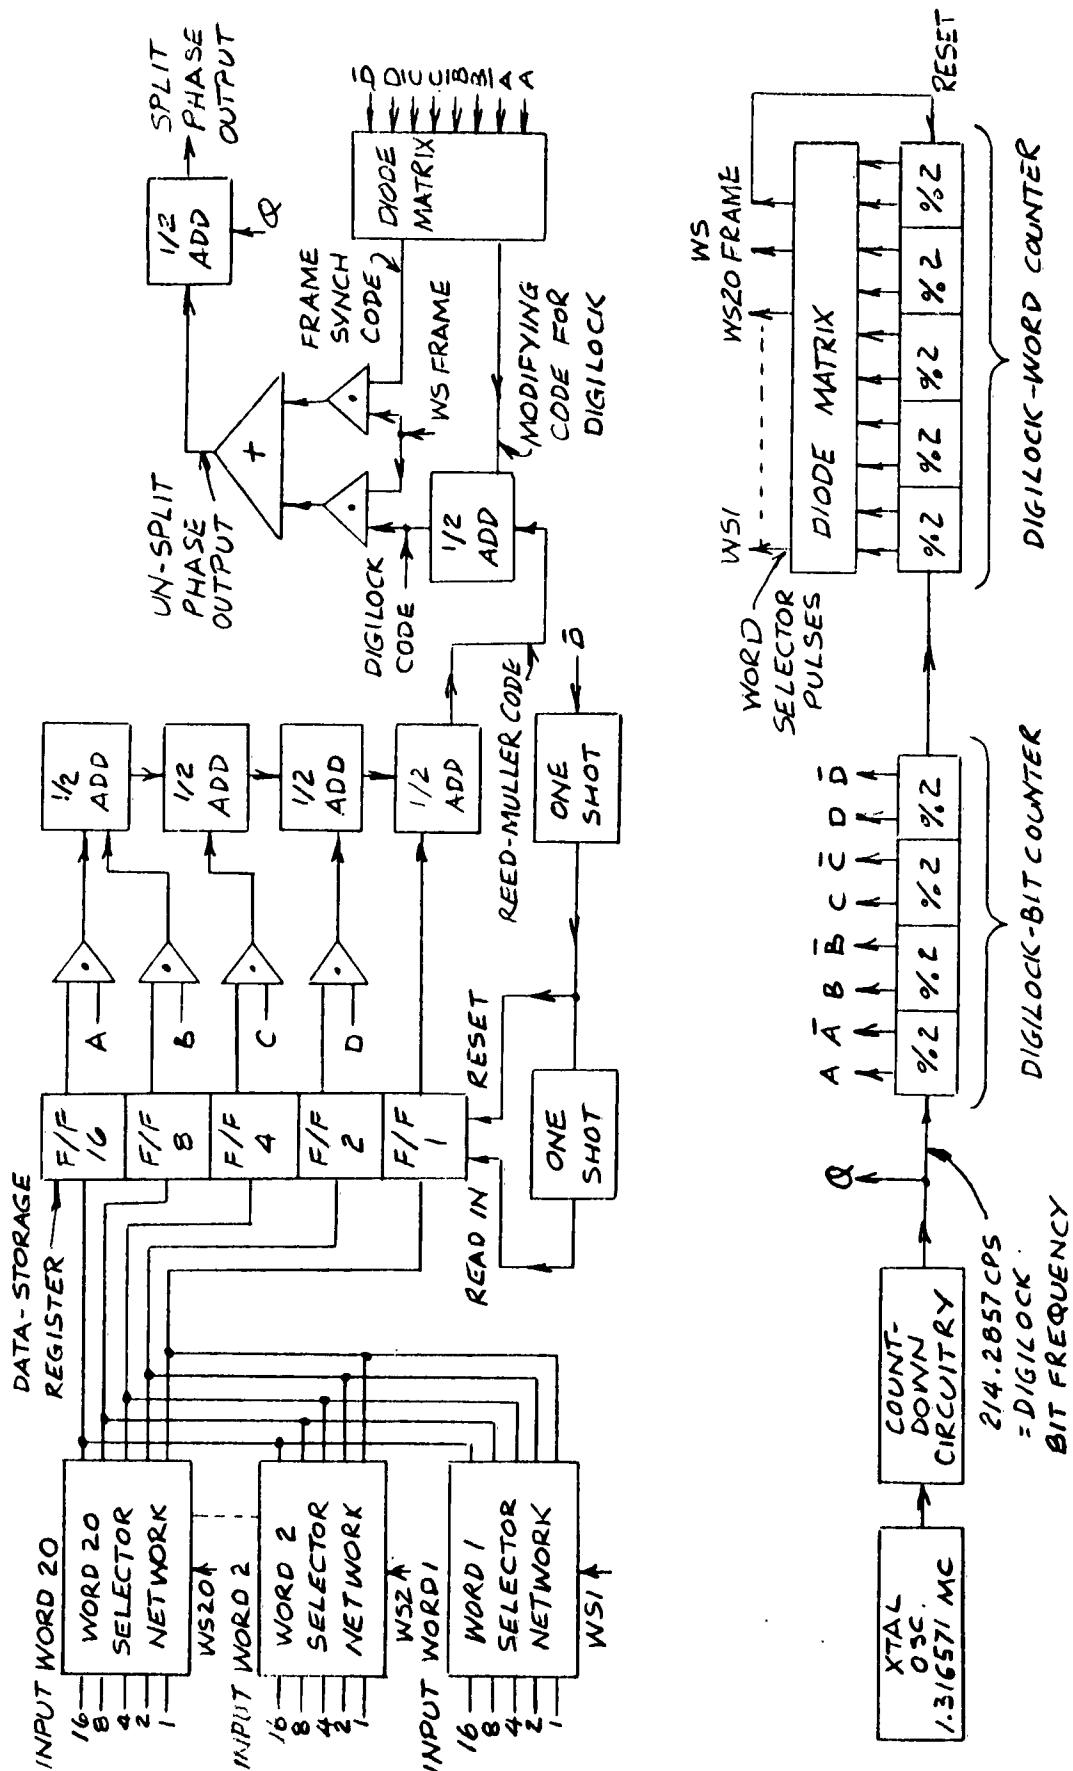 INPUT WORD 20
16
8
4
2
1
WORD 20
SELECTOR
NETWORK
WS20
INPUT WORD 2
16
8
4
2
1
WORD 2
SELECTOR
NETWORK
WS2
INPUT WORD 1
16
8
4
2
1
WORD 1
SELECTOR
NETWORK
WS1
DATA-STORAGE
REGISTER
F/F
16
F/F
8
F/F
4
F/F
2
F/F
1
READ IN
RESET
ONE
SHOT
ONE
SHOT
D̅
A
B
C
D
1/2
ADD
1/2
ADD
1/2
ADD
1/2
ADD
REED-MULLER CODE
1/2
ADD
DIGILOCK
CODE
UN-SPLIT
PHASE
OUTPUT
+
FRAME
SYNCH
CODE
WS FRAME
MODIFYING
CODE FOR
DIGILOCK
1/2
ADD
Q
SPLIT
PHASE
OUTPUT
DIODE
MATRIX
D̅
D
C̅
C
B̅
B
A̅
A
XTAL
OSC.
1.316571 MC
COUNT-
DOWN
CIRCUITRY
Q
214.2857 CPS
= DIGILOCK
BIT FREQUENCY
A A̅ B B̅ C C̅ D D̅
%2 %2 %2 %2
DIGILOCK-BIT COUNTER
WORD
SELECTOR
PULSES
WS1
WS20
WS
FRAME
DIODE MATRIX
%2 %2 %2 %2 %2
RESET
DIGILOCK-WORD COUNTER